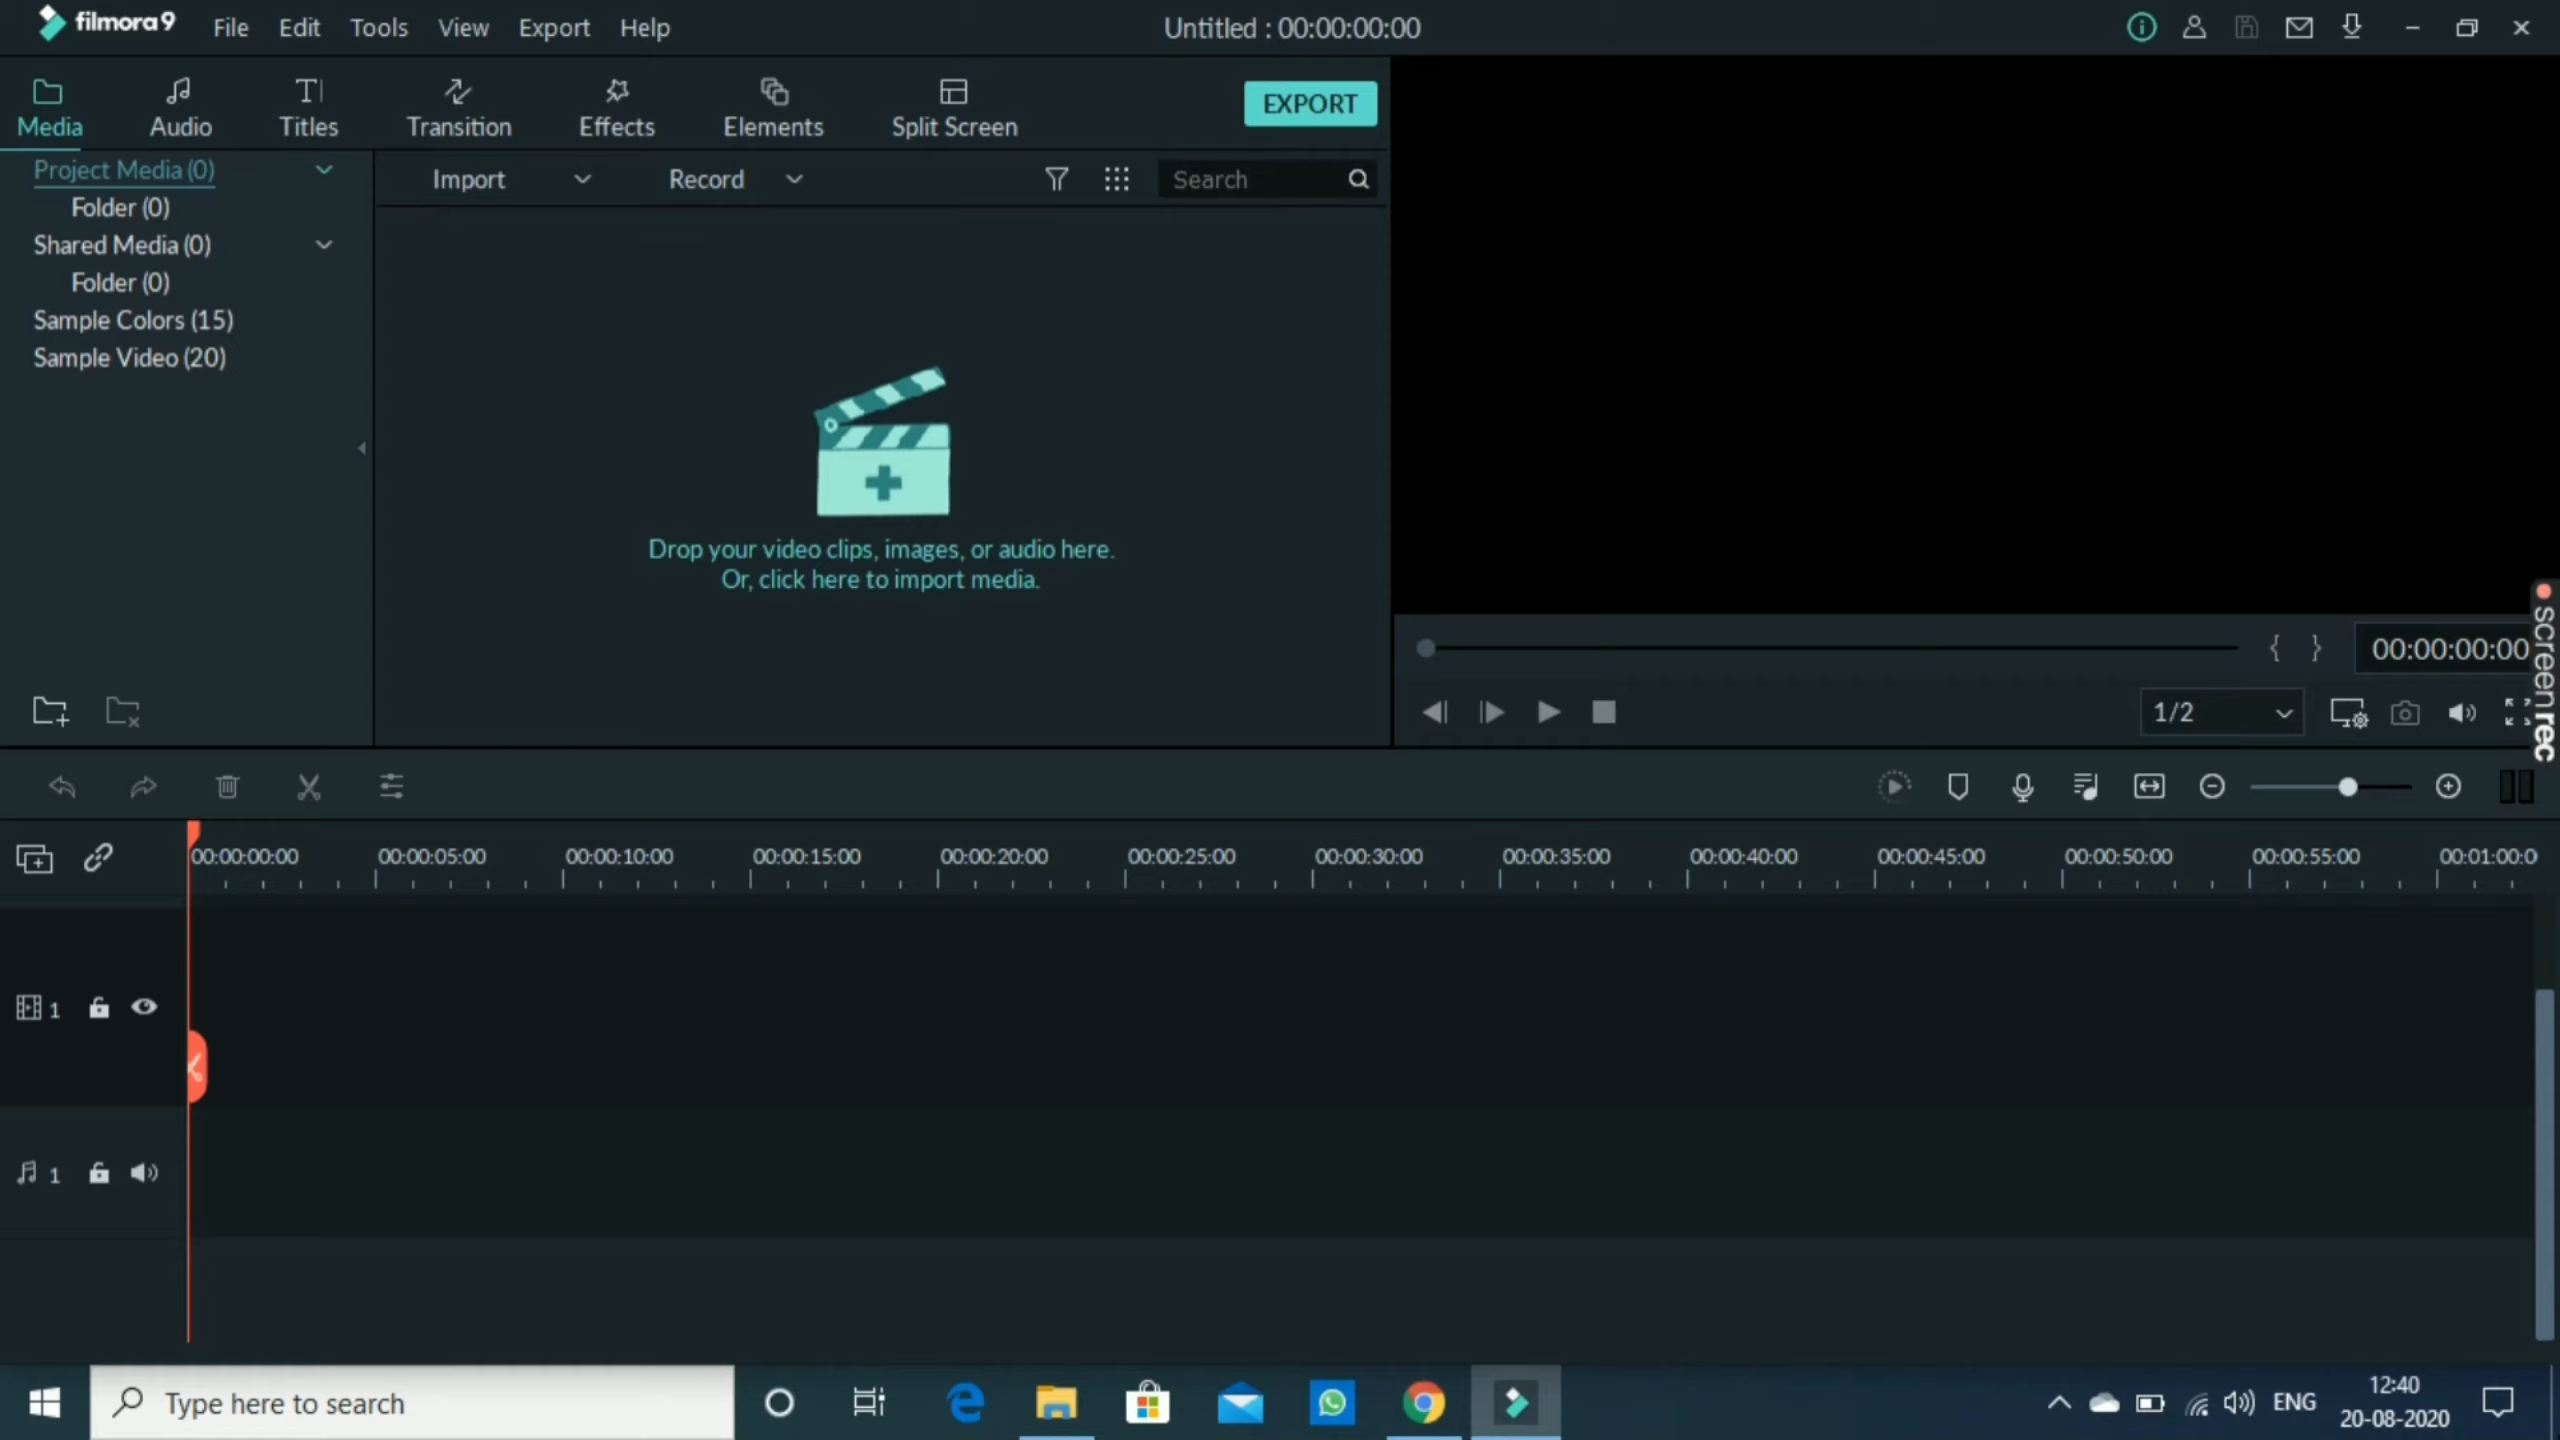 filmora9 File Edit Tools View Export Help Untitled : 00:00:00:00
Media Audio Titles Transition Effects Elements Split Screen EXPORT
Project Media (0)
Folder (0)
Shared Media (0)
Folder (0)
Sample Colors (15)
Sample Video (20)
Import Record Search
Drop your video clips, images, or audio here.
Or, click here to import media.
00:00:00:00
1/2
screenrec
00:00:00:00 00:00:05:00 00:00:10:00 00:00:15:00 00:00:20:00 00:00:25:00 00:00:30:00 00:00:35:00 00:00:40:00 00:00:45:00 00:00:50:00 00:00:55:00 00:01:00:0
1
1
Type here to search
ENG
12:40
20-08-2020